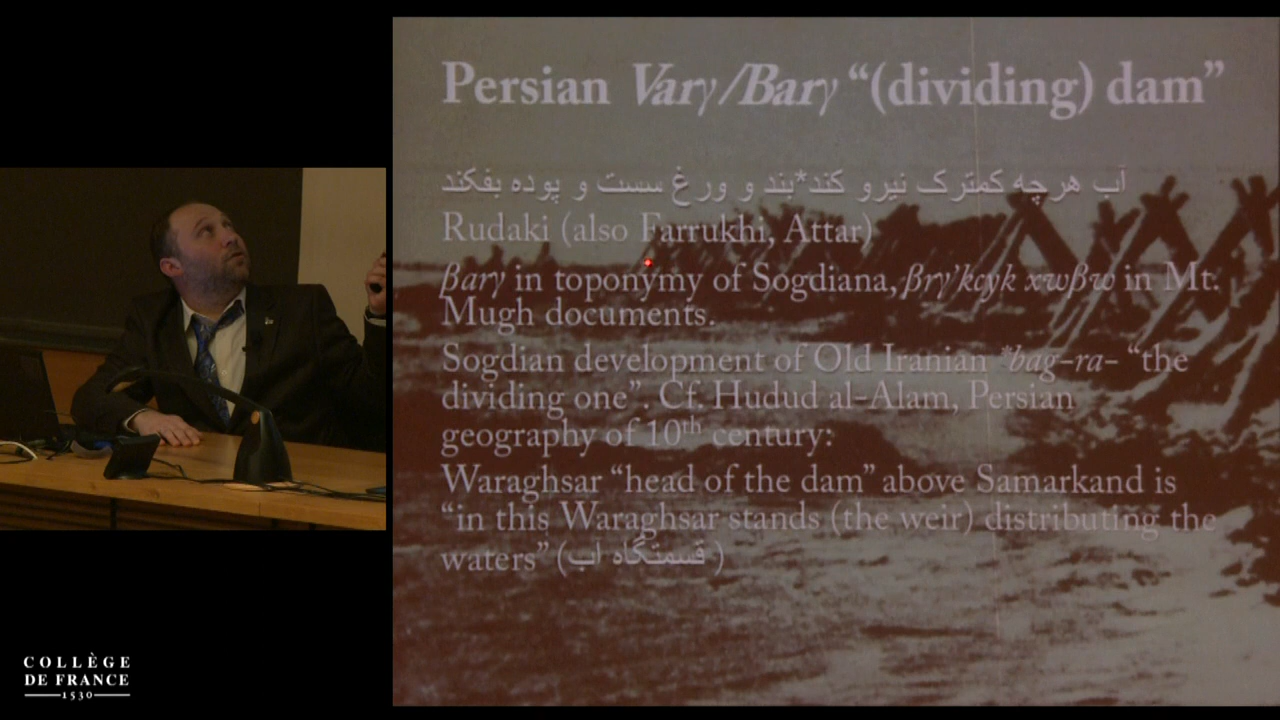 Persian Varγ/Barγ “(dividing) dam”
آب هرچه کمترک نیرو کند*بند و ورغ سست و پوده بفکند
Rudaki (also Farrukhi, Attar)
βarγ in toponymy of Sogdiana, βrγ’kcyk xwβw in Mt.
Mugh documents.
Sogdian development of Old Iranian *bag-ra- “the
dividing one”. Cf. Hudud al-Alam, Persian
geography of 10th century:
Waraghsar “head of the dam” above Samarkand is
“in this Waraghsar stands (the weir) distributing the
waters” (قسمتگاه اب )
COLLÈGE
DE FRANCE
1530